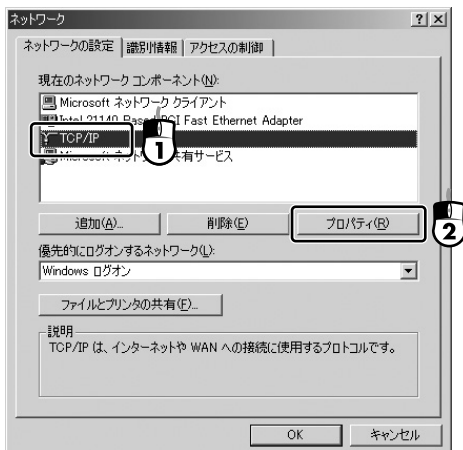 ネットワーク
ネットワークの設定 識別情報 アクセスの制御
現在のネットワーク コンポーネント(N):
Microsoft ネットワーク クライアント
Intel 21140 Based PCI Fast Ethernet Adapter
TCP/IP
1
Microsoft 共有サービス
追加(A)... 削除(E) プロパティ(R)
2
優先的にログオンするネットワーク(L):
Windows ログオン
ファイルとプリンタの共有(F)...
説明
TCP/IP は、インターネットや WAN への接続に使用するプロトコルです。
OK キャンセル